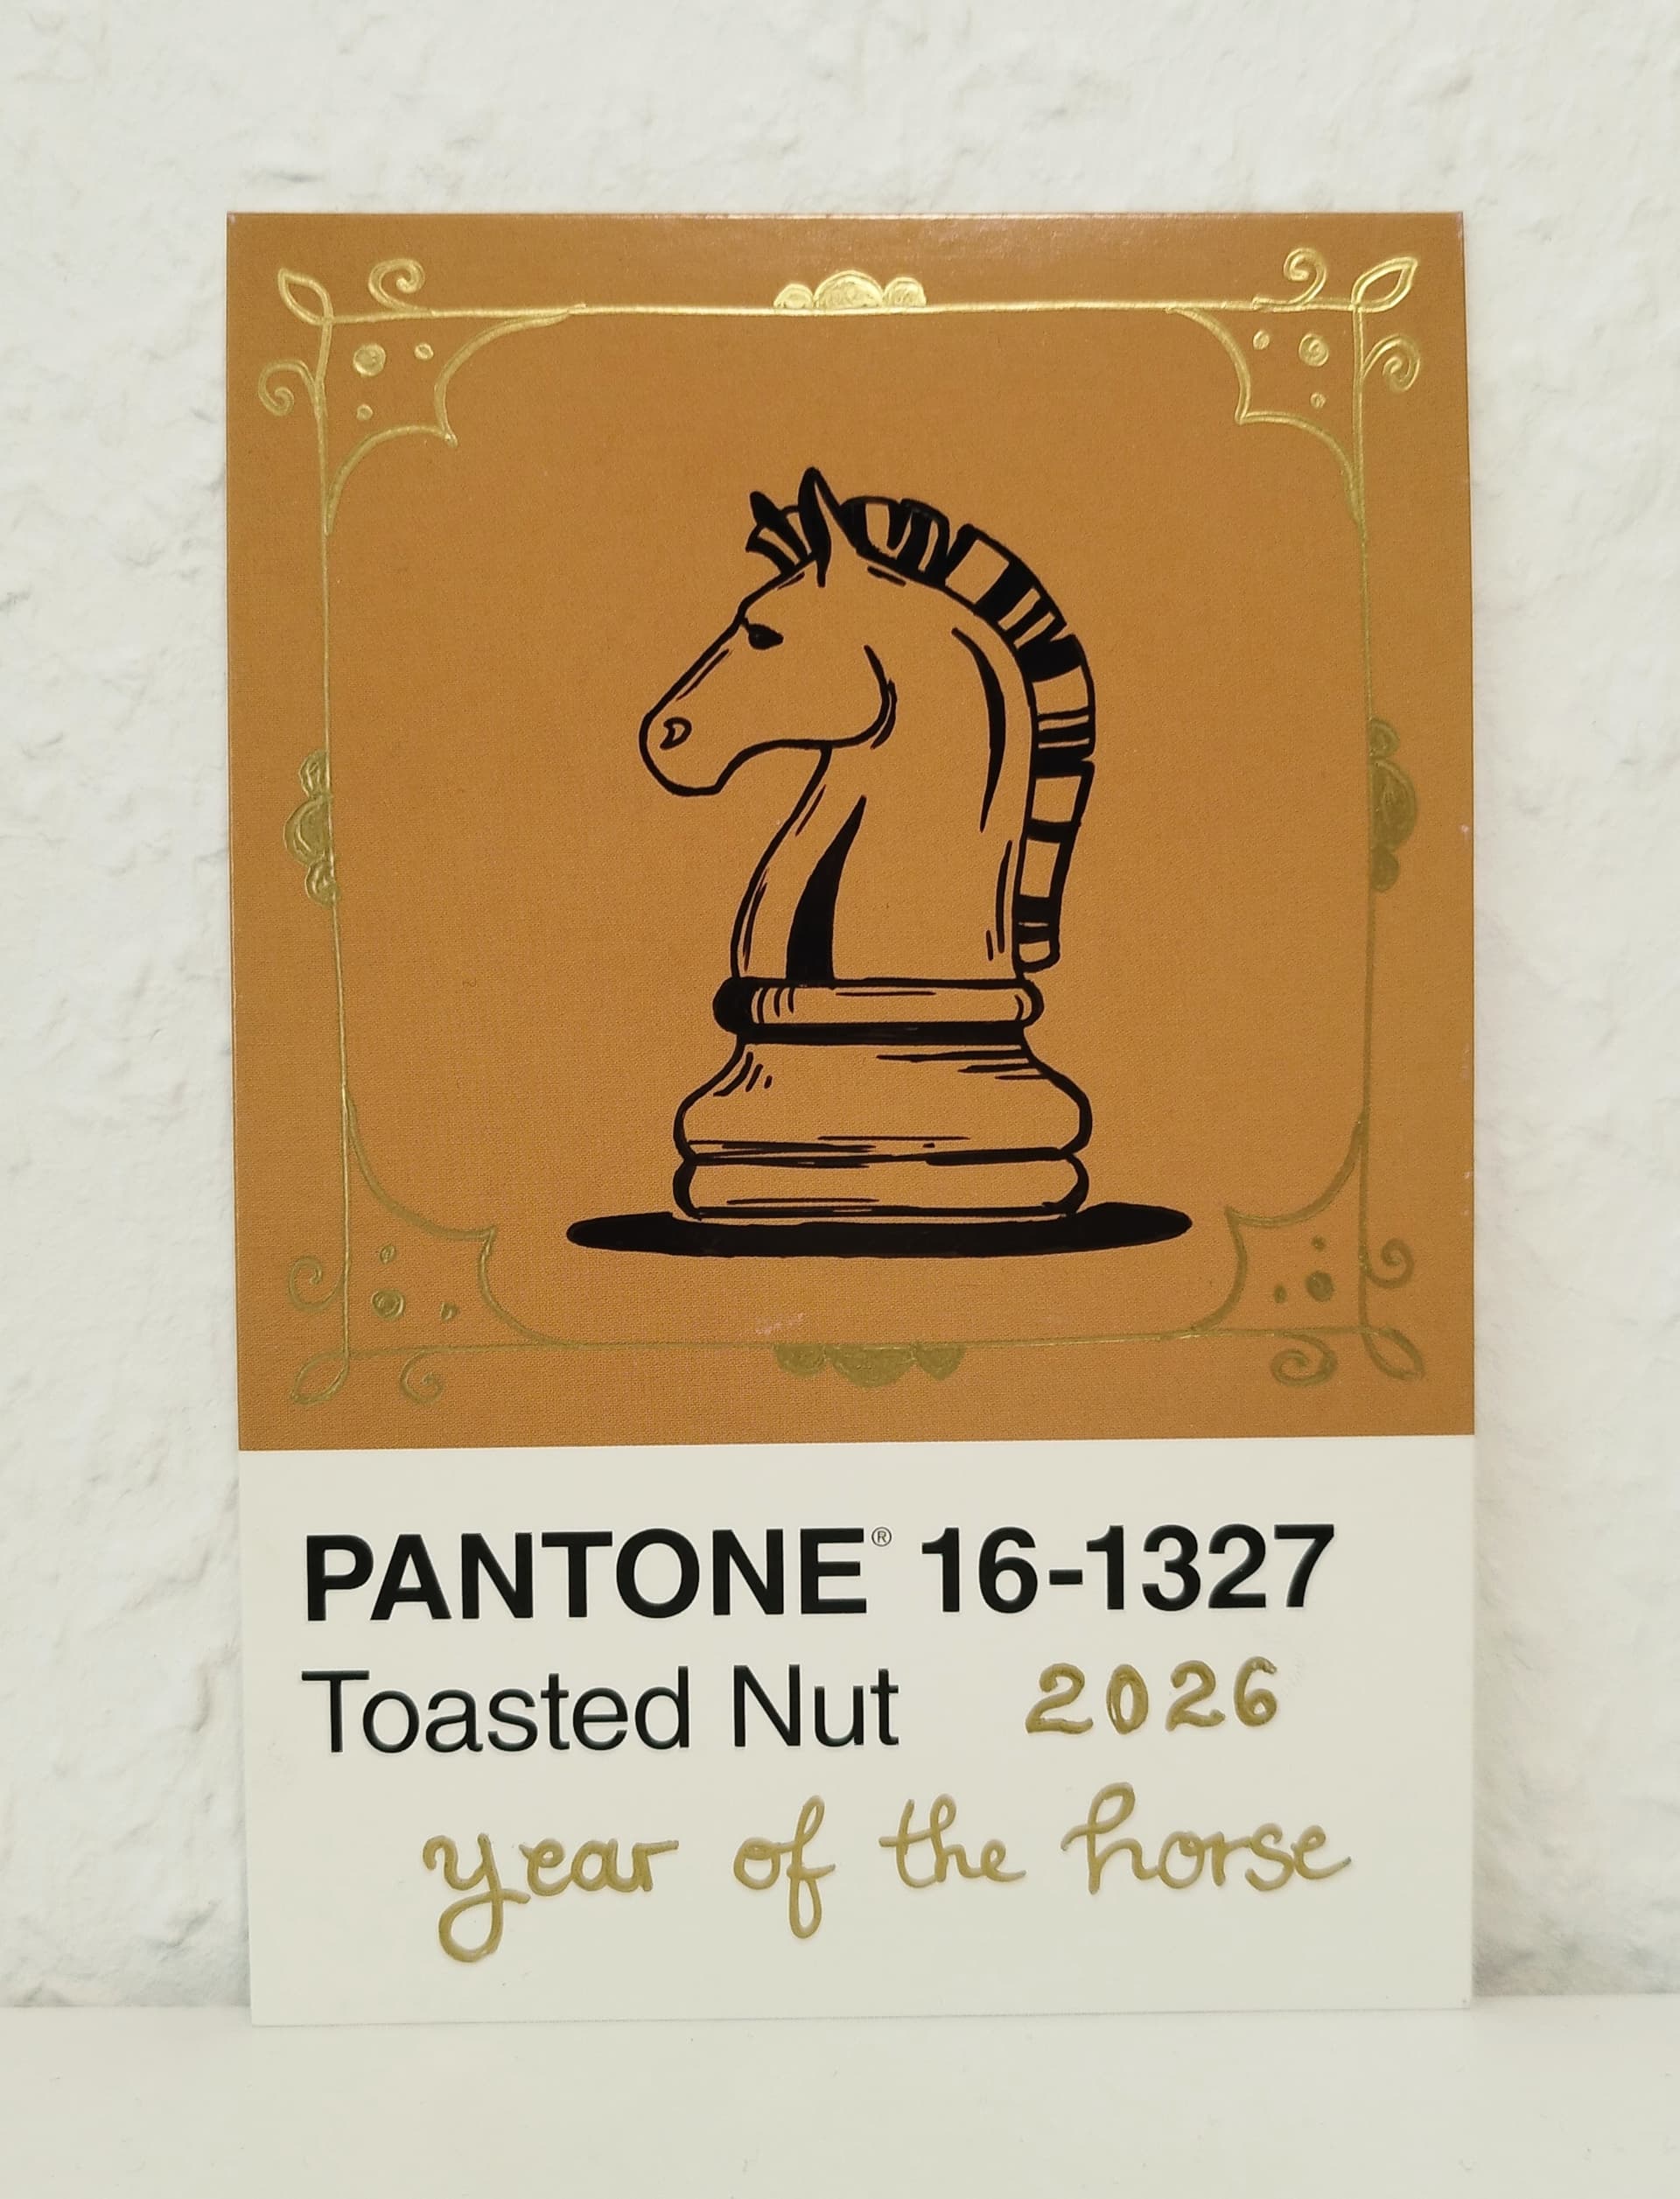 PANTONE® 16-1327
Toasted Nut 2026
year of the horse